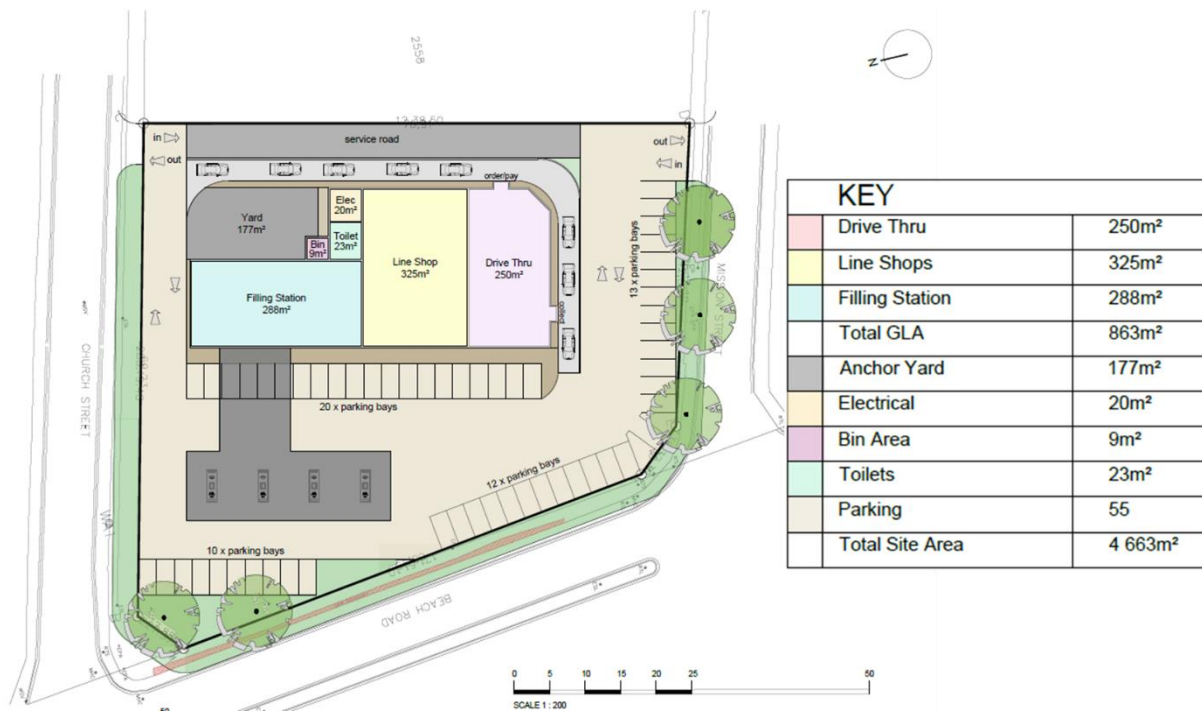 2558
N
in
out
service road
out
in
order/pay
Yard
177m²
Elec
20m²
Toilet
23m²
Bin
9m²
Line Shop
325m²
Drive Thru
250m²
Filling Station
288m²
collect
13 x parking bays
MISSION STREET
CHURCH STREET
20 x parking bays
12 x parking bays
10 x parking bays
BEACH ROAD
0 5 10 15 20 25 50
SCALE 1 : 200
KEY
Drive Thru 250m²
Line Shops 325m²
Filling Station 288m²
Total GLA 863m²
Anchor Yard 177m²
Electrical 20m²
Bin Area 9m²
Toilets 23m²
Parking 55
Total Site Area 4 663m²